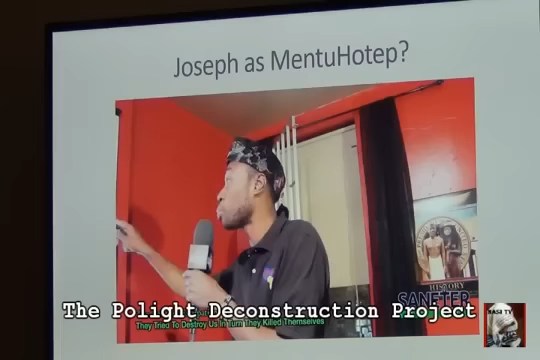 Joseph as MentuHotep?
HISTORY
SANETER
The Polight Deconstruction Project
They Tried To Destroy Us In Turn They Killed Themselves
RASI TV